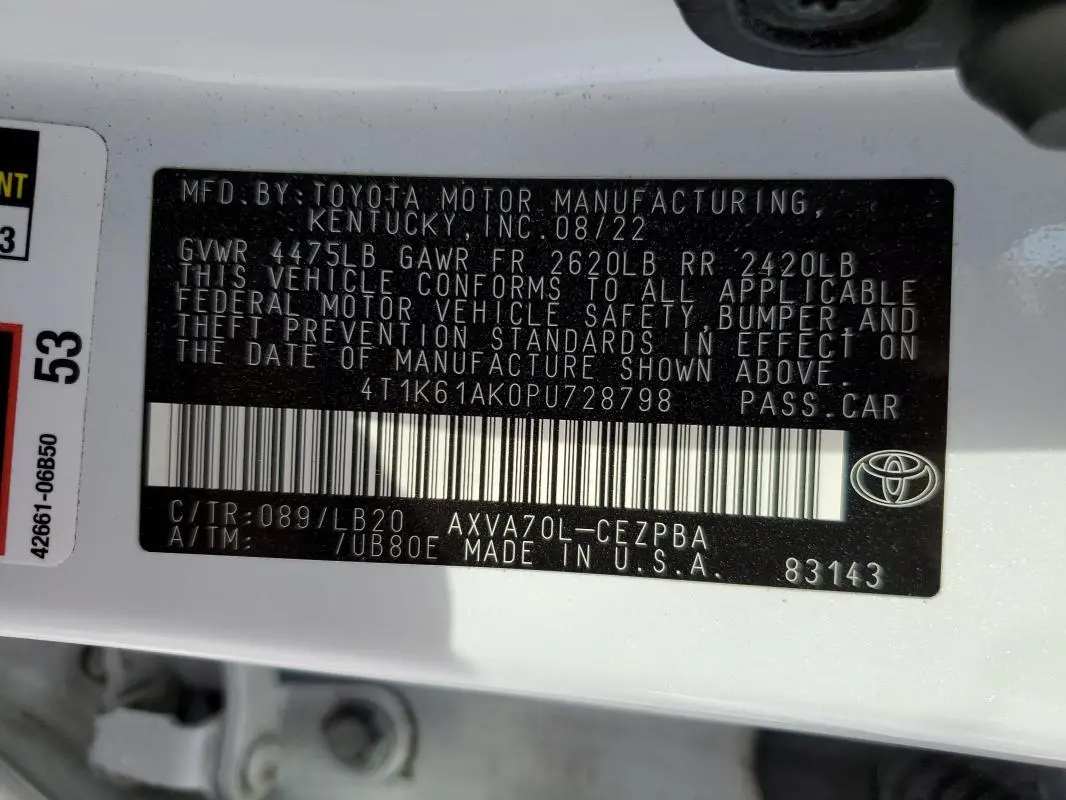 MFD.BY:TOYOTA MOTOR MANUFACTURING,
KENTUCKY,INC.08/22
GVWR 4475LB GAWR FR 2620LB RR 2420LB
THIS VEHICLE CONFORMS TO ALL APPLICABLE
FEDERAL MOTOR VEHICLE SAFETY,BUMPER,AND
THEFT PREVENTION STANDARDS IN EFFECT ON
THE DATE OF MANUFACTURE SHOWN ABOVE.
4T1K61AK0PU728798 PASS.CAR
C/TR:089/LB20 AXVA70L-CEZPBA
A/TM: /UB80E MADE IN U.S.A. 83143
NT
3
53
42661-06B50